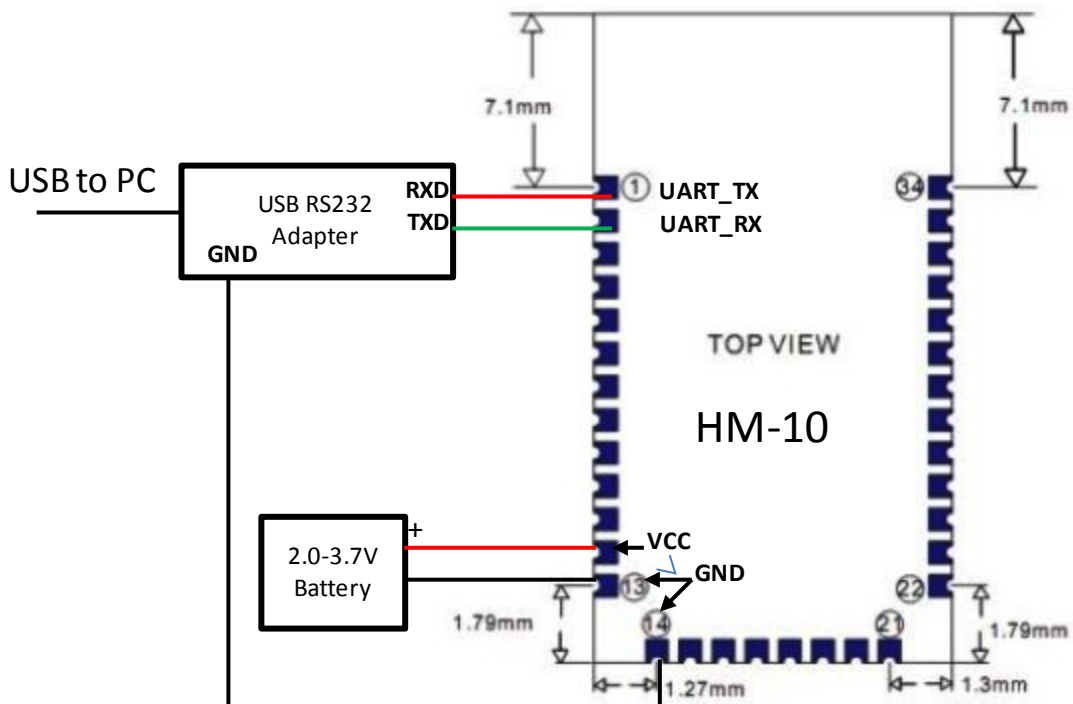 7.1mm
7.1mm
USB to PC
RXD
TXD
USB RS232
Adapter
GND
1
UART_TX
UART_RX
34
TOP VIEW
HM-10
+
2.0-3.7V
Battery
VCC
GND
13
22
14
21
1.79mm
1.79mm
1.27mm
1.3mm